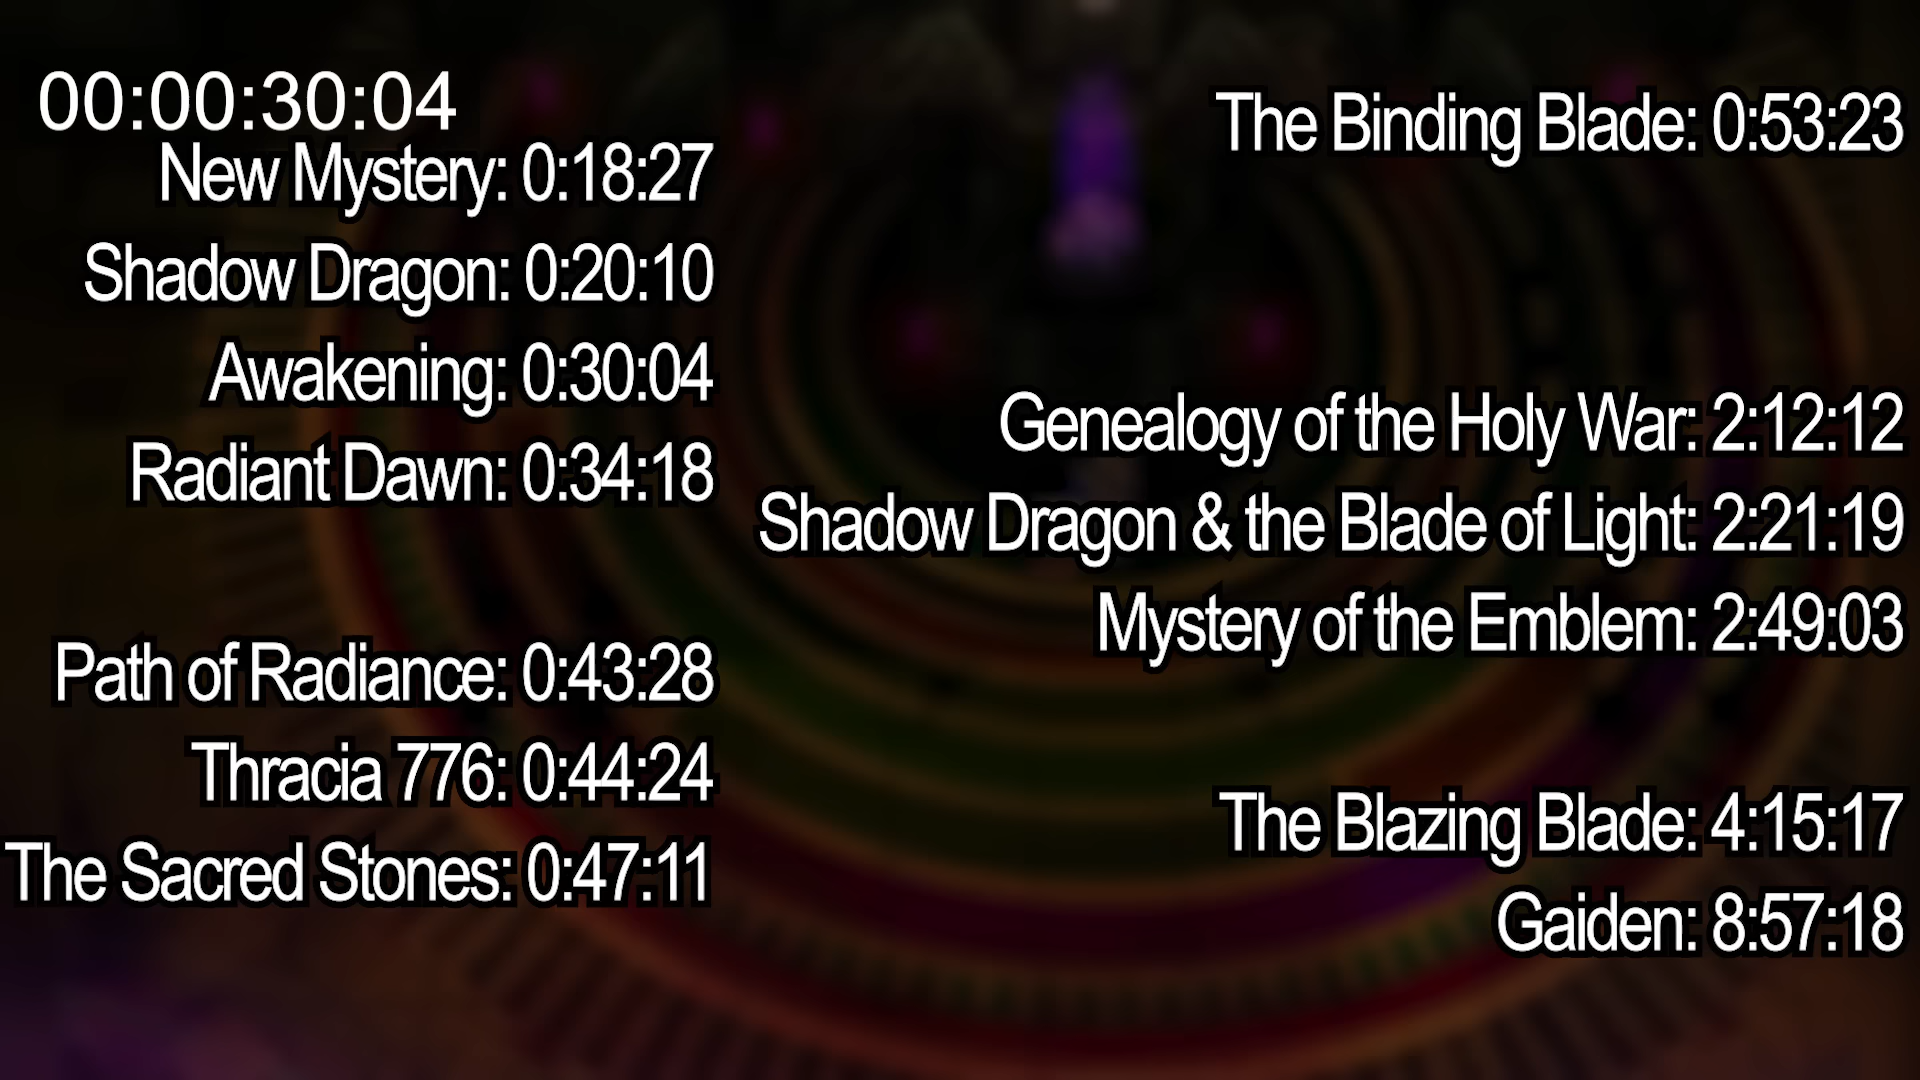 00:00:30:04
New Mystery: 0:18:27
Shadow Dragon: 0:20:10
Awakening: 0:30:04
Radiant Dawn: 0:34:18
Path of Radiance: 0:43:28
Thracia 776: 0:44:24
The Sacred Stones: 0:47:11
The Binding Blade: 0:53:23
Genealogy of the Holy War: 2:12:12
Shadow Dragon & the Blade of Light: 2:21:19
Mystery of the Emblem: 2:49:03
The Blazing Blade: 4:15:17
Gaiden: 8:57:18